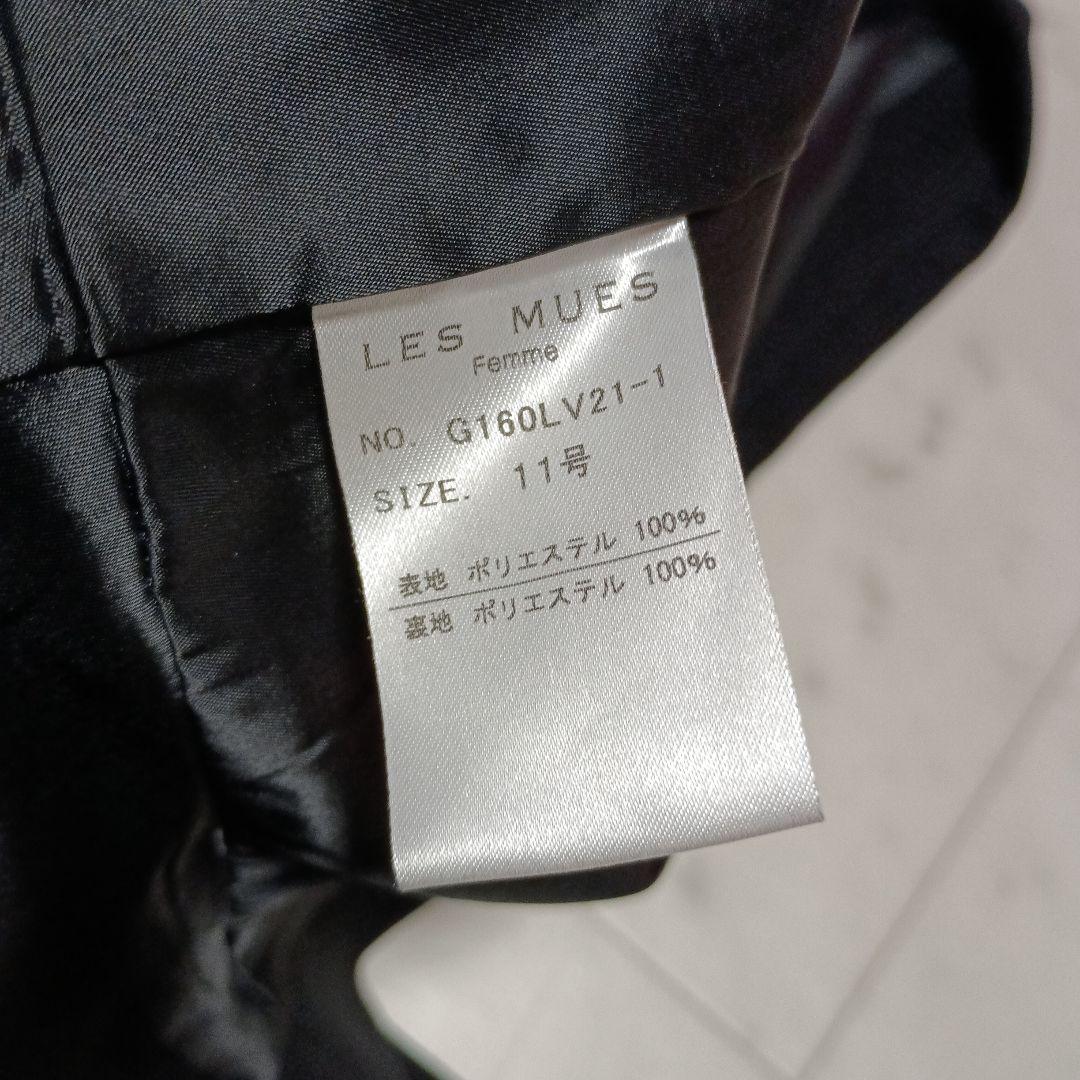 LES MUES
Femme
NO. G160LV21-1
SIZE. 11号
表地 ポリエステル 100%
裏地 ポリエステル 100%